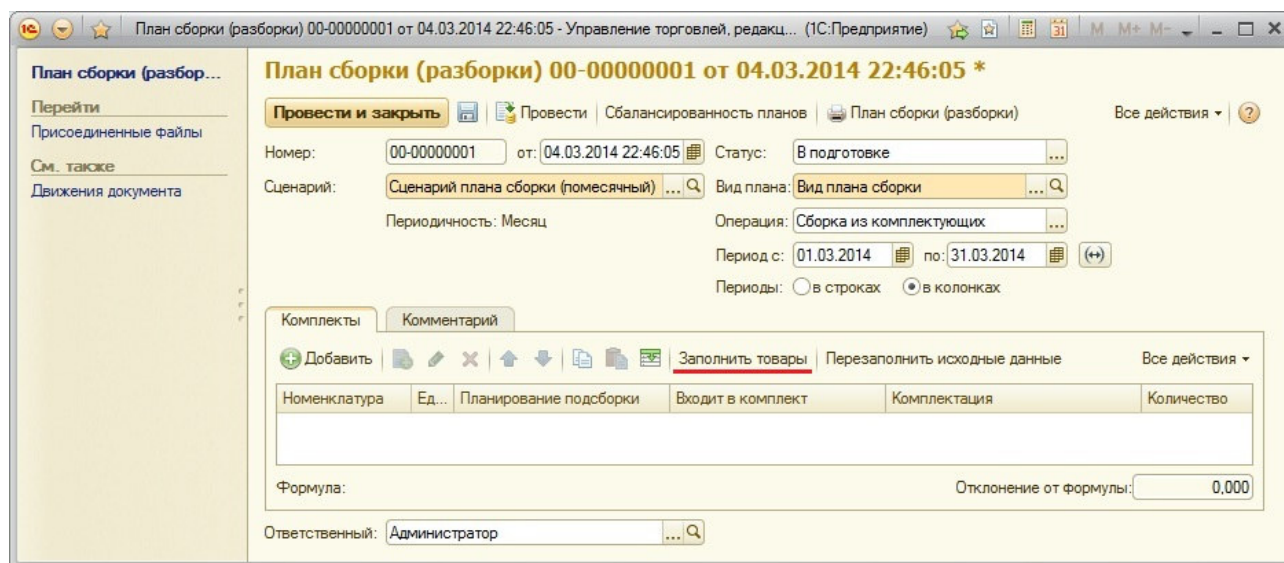 План сборки (разборки) 00-00000001 от 04.03.2014 22:46:05 - Управление торговлей, редакц... (1С:Предприятие) 31 M M+ M-
План сборки (разбор...
Перейти
Присоединенные файлы
См. также
Движения документа
План сборки (разборки) 00-00000001 от 04.03.2014 22:46:05 *
Провести и закрыть Провести Сбалансированность планов План сборки (разборки) Все действия ?
Номер: 00-00000001 от: 04.03.2014 22:46:05 Статус: В подготовке ...
Сценарий: Сценарий плана сборки (помесячный) ... Вид плана: Вид плана сборки ...
Периодичность: Месяц Операция: Сборка из комплектующих ...
Период с: 01.03.2014 по: 31.03.2014
Периоды: в строках в колонках
Комплекты Комментарий
Добавить Заполнить товары Перезаполнить исходные данные Все действия
Номенклатура Ед... Планирование подсборки Входит в комплект Комплектация Количество
Формула: Отклонение от формулы: 0,000
Ответственный: Администратор ...